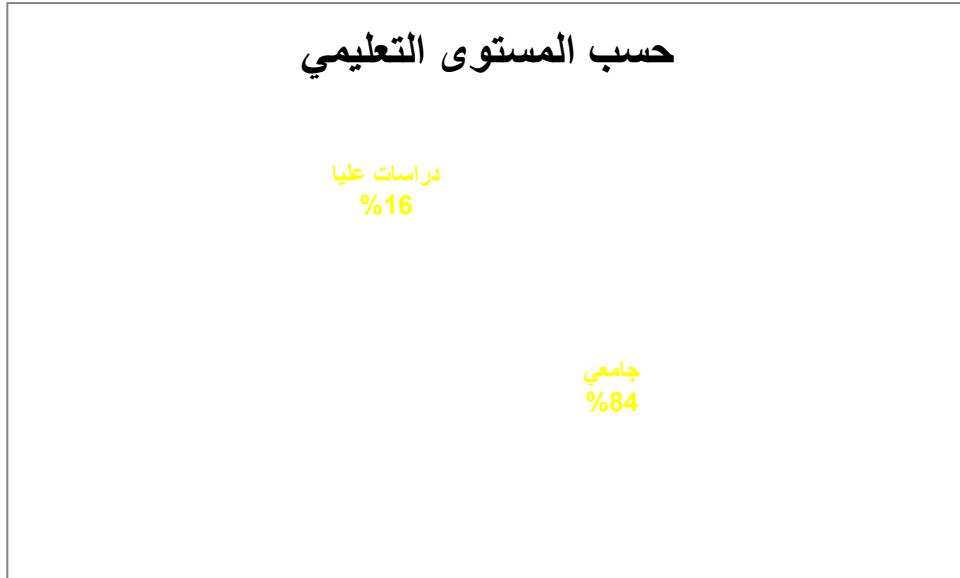 حسب المستوى التعليمي
دراسات عليا
%16
جامعي
%84